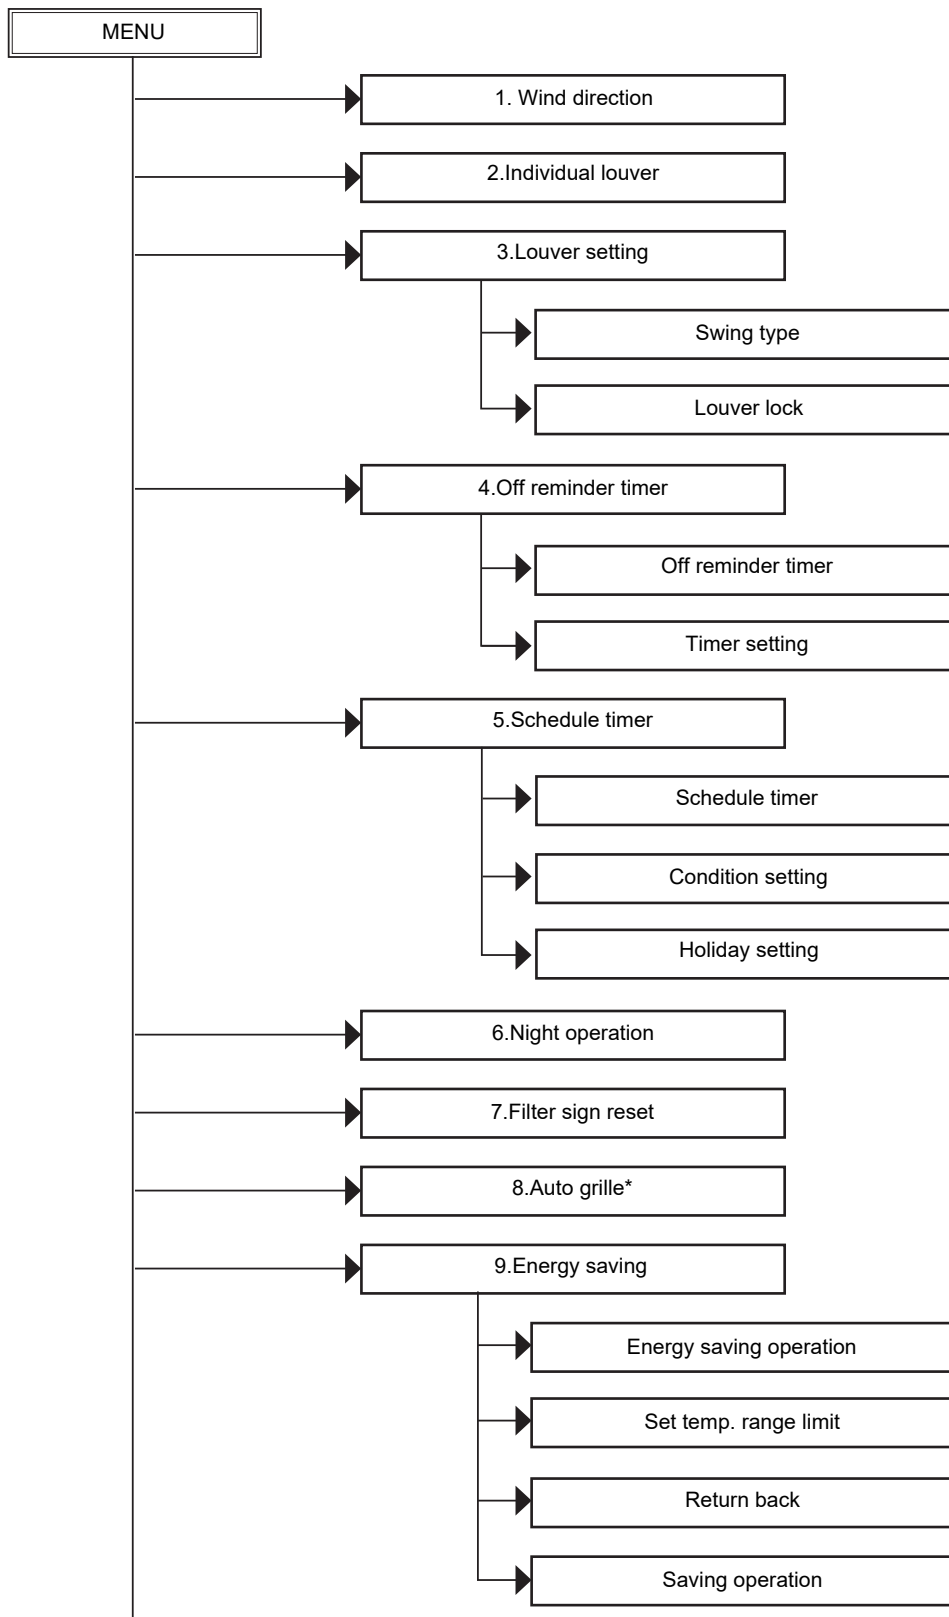 MENU
1. Wind direction
2.Individual louver
3.Louver setting
Swing type
Louver lock
4.Off reminder timer
Off reminder timer
Timer setting
5.Schedule timer
Schedule timer
Condition setting
Holiday setting
6.Night operation
7.Filter sign reset
8.Auto grille*
9.Energy saving
Energy saving operation
Set temp. range limit
Return back
Saving operation